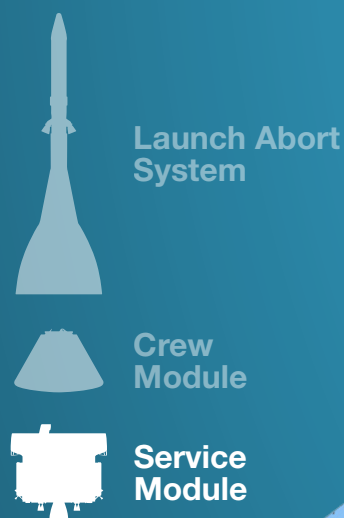 Launch Abort
System
Crew
Module
Service
Module